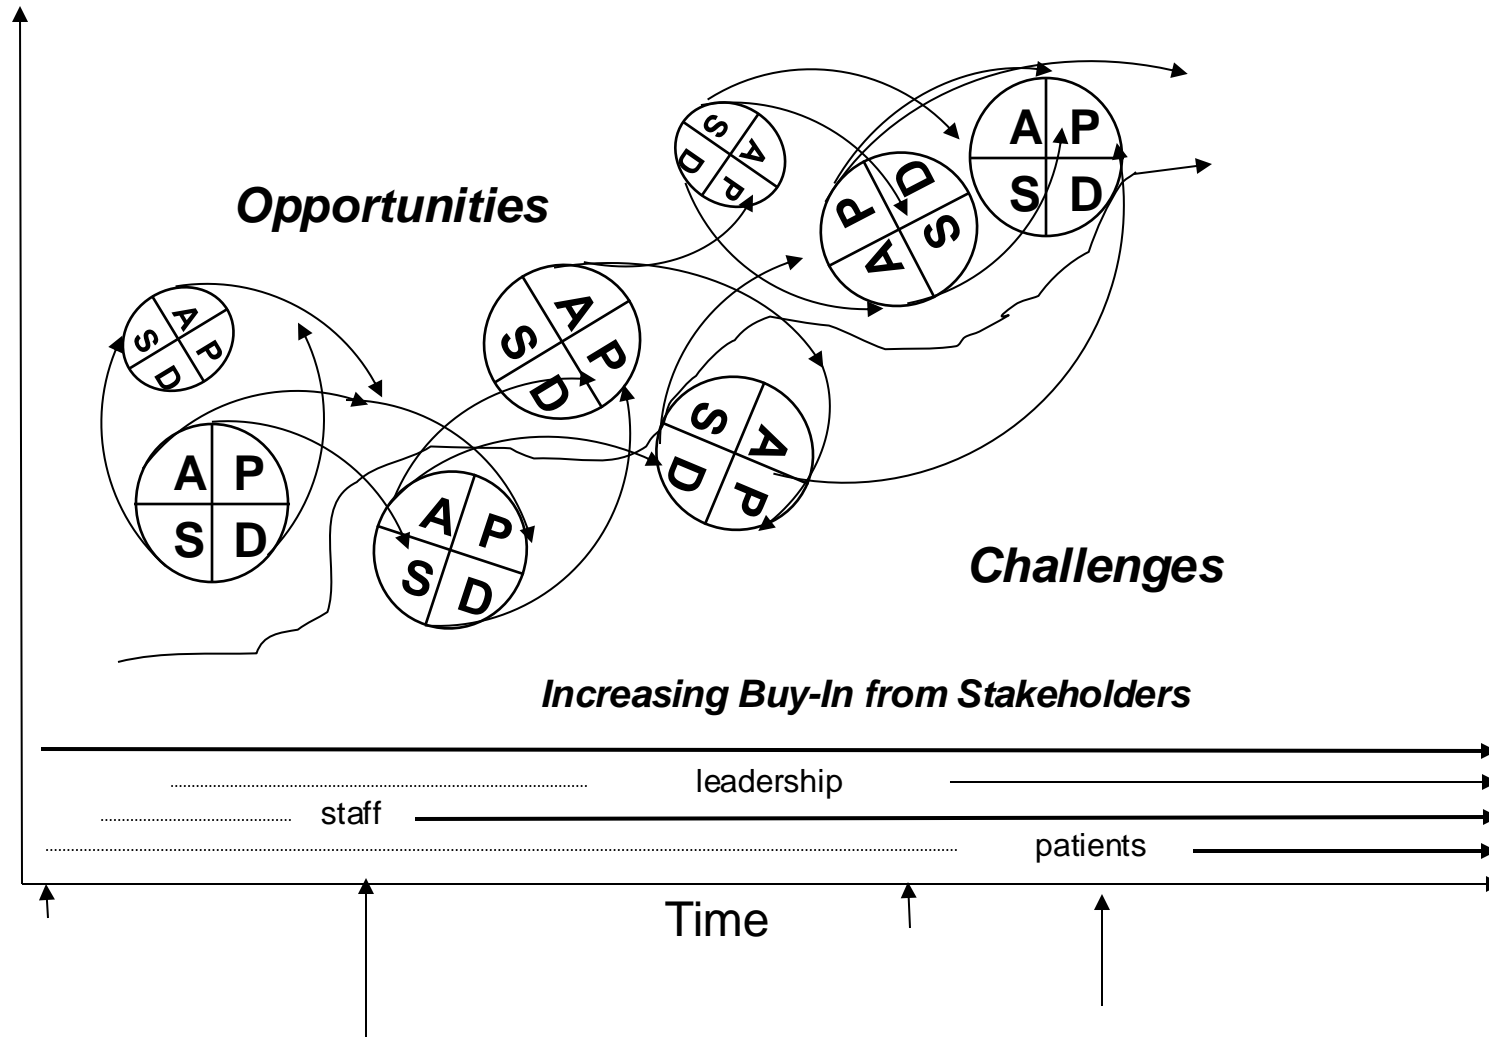 S A
D P
A P
S D
Opportunities
A P
S D
A
S P
D
A P
S D
A
S P
D
S A
D P
P D
A S
A P
S D
Challenges
Increasing Buy-In from Stakeholders
leadership
staff
patients
Time